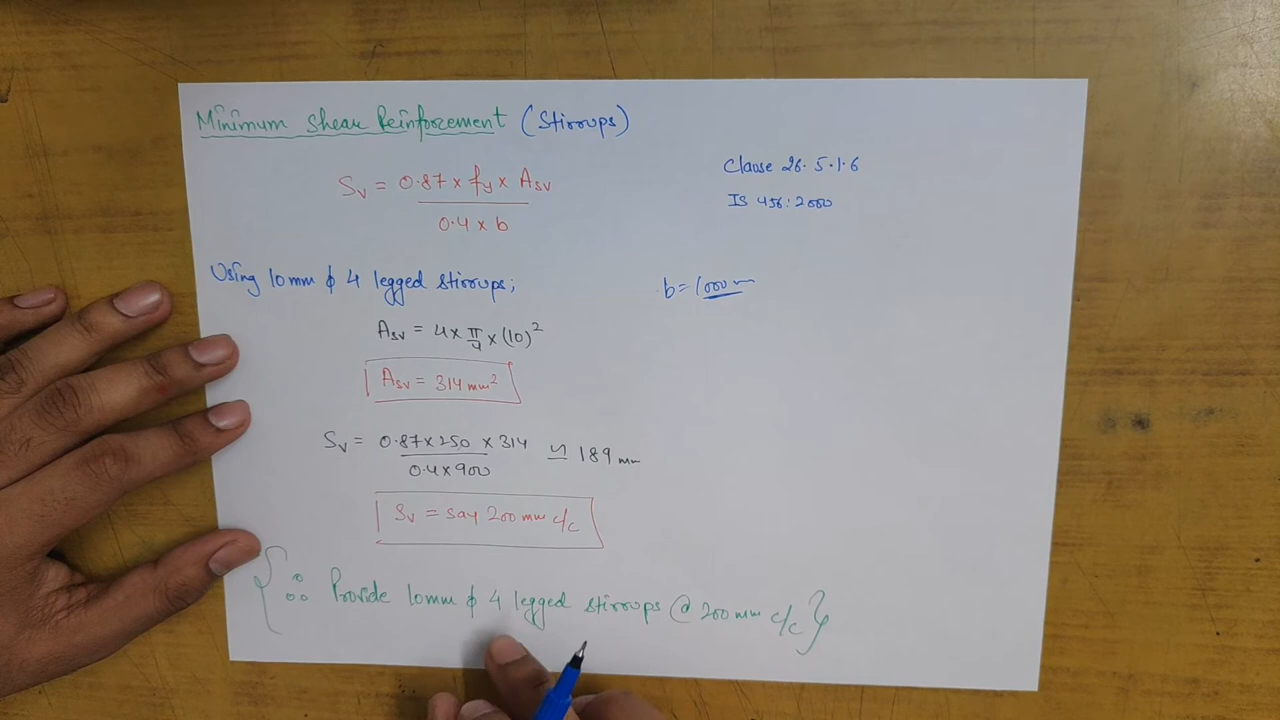 Minimum Shear Reinforcement (Stirrups)
Clause 26.5.1.6
IS 456:2000
Sv = 0.87 × fy × Asv
0.4 × b
Using 10mm ϕ 4 legged stirrups;
b = 1000
Asv = 4 × π/4 × (10)²
Asv = 314 mm²
Sv = 0.87 × 250 × 314 ≃ 189 mm
0.4 × 900
Sv = say 200 mm c/c
{ ∴ Provide 10mm ϕ 4 legged stirrups @ 200 mm c/c }